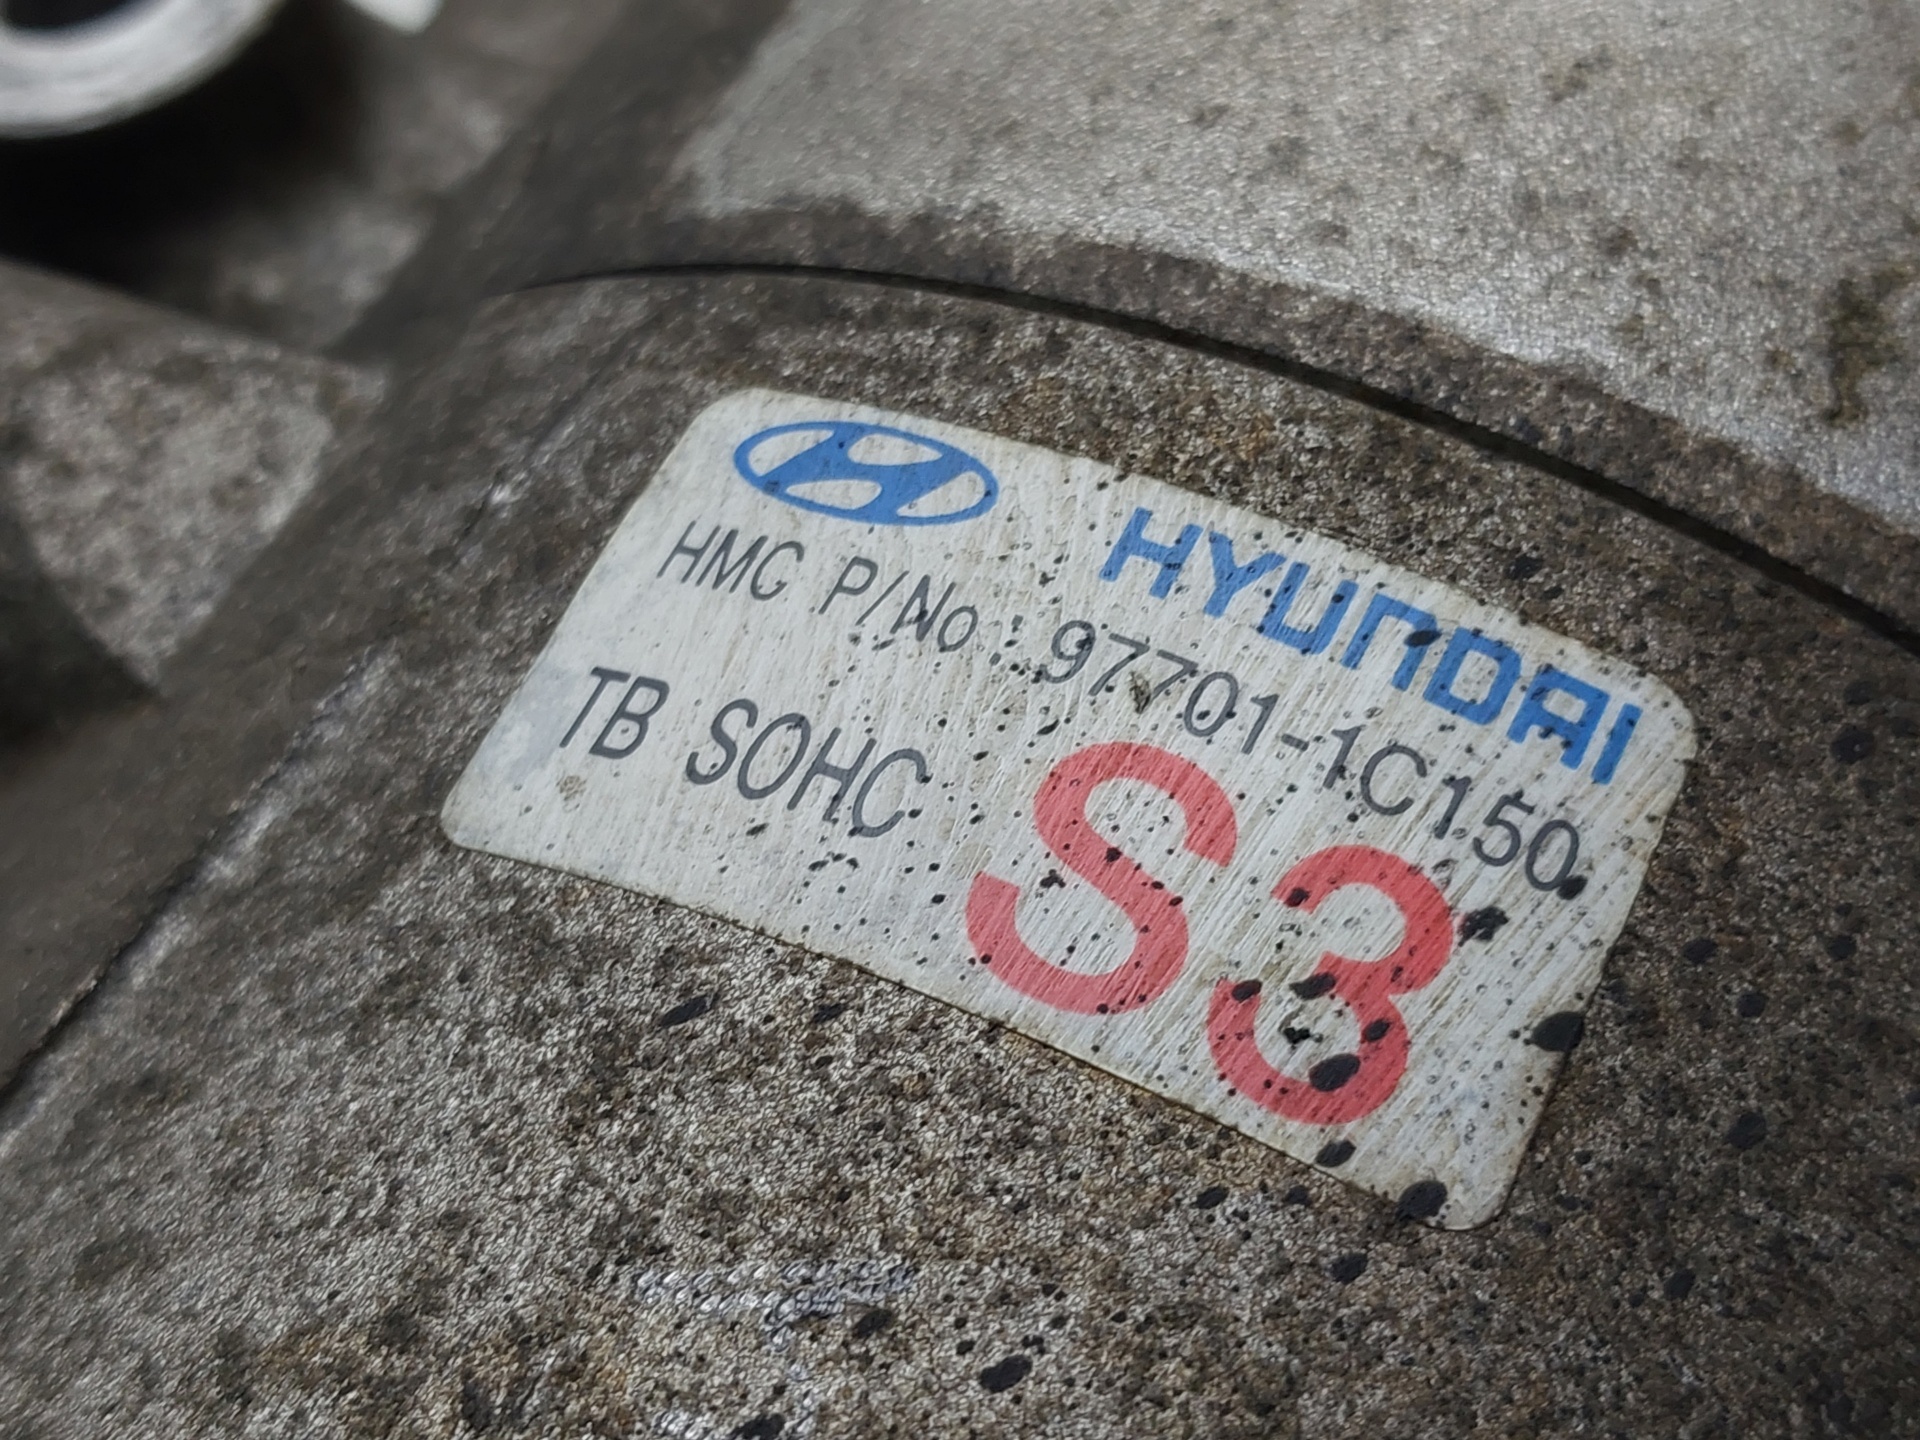 HYUNDAI
HMC P/No : 97701-1C150
TB SOHC S3